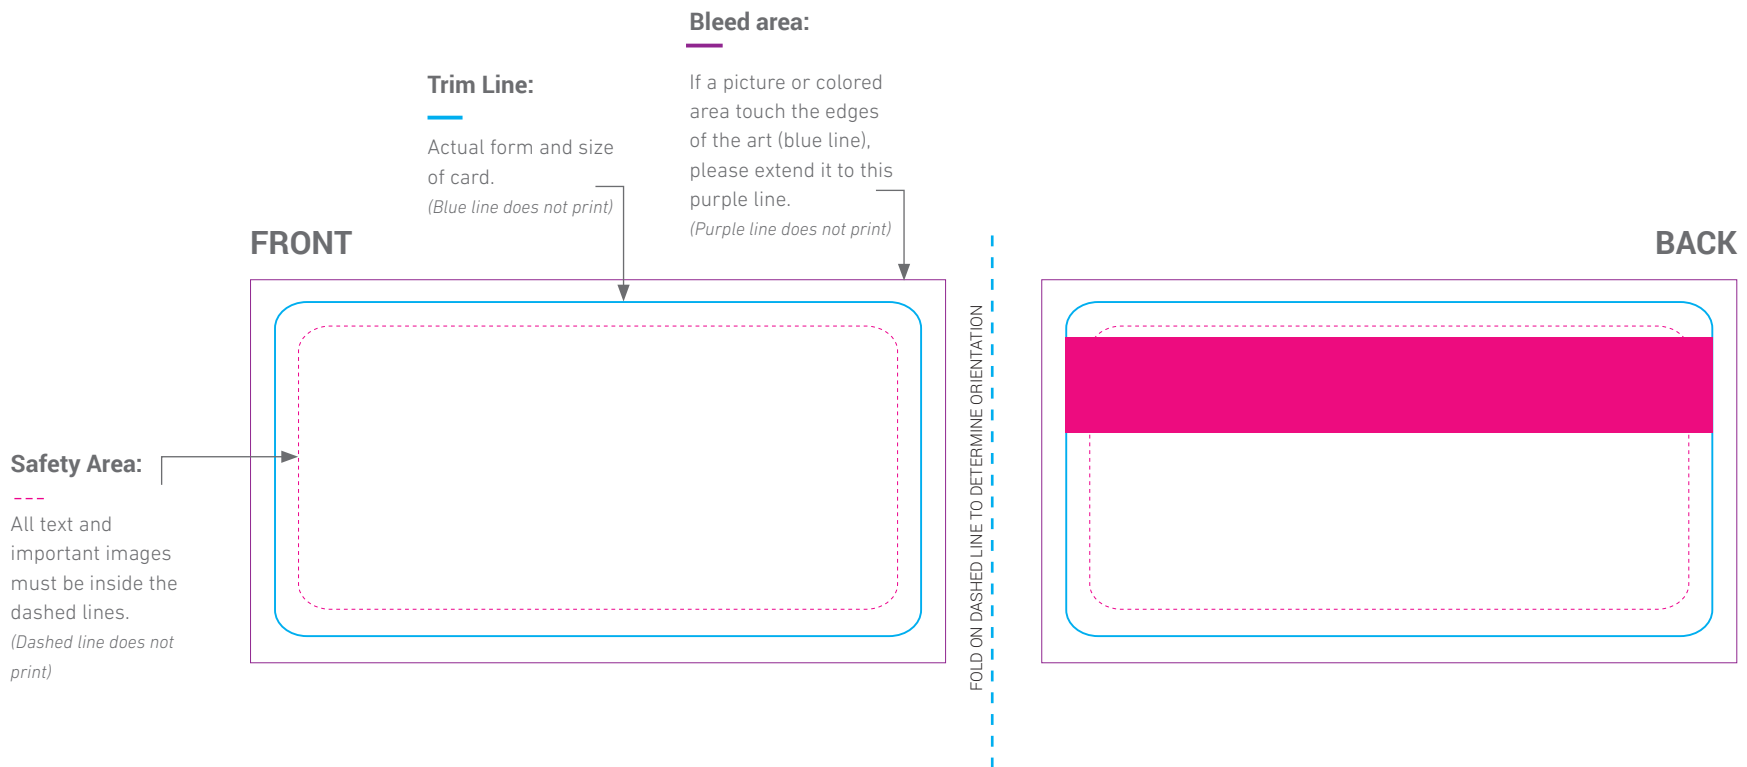 Bleed area:
If a picture or colored
area touch the edges
of the art (blue line),
please extend it to this
purple line.
(Purple line does not print)
Trim Line:
Actual form and size
of card.
(Blue line does not print)
FRONT
BACK
FOLD ON DASHED LINE TO DETERMINE ORIENTATION
Safety Area:
All text and
important images
must be inside the
dashed lines.
(Dashed line does not
print)